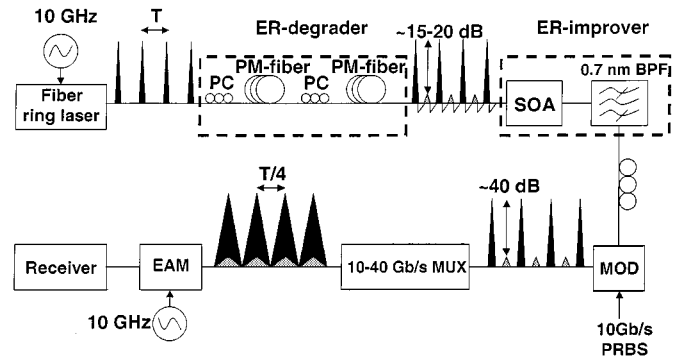 10 GHz
T
ER-degrader
~15-20 dB
ER-improver
PC
PM-fiber
PC
PM-fiber
0.7 nm BPF
Fiber
ring laser
SOA
T/4
~40 dB
Receiver
EAM
10-40 Gb/s MUX
MOD
10 GHz
10Gb/s
PRBS